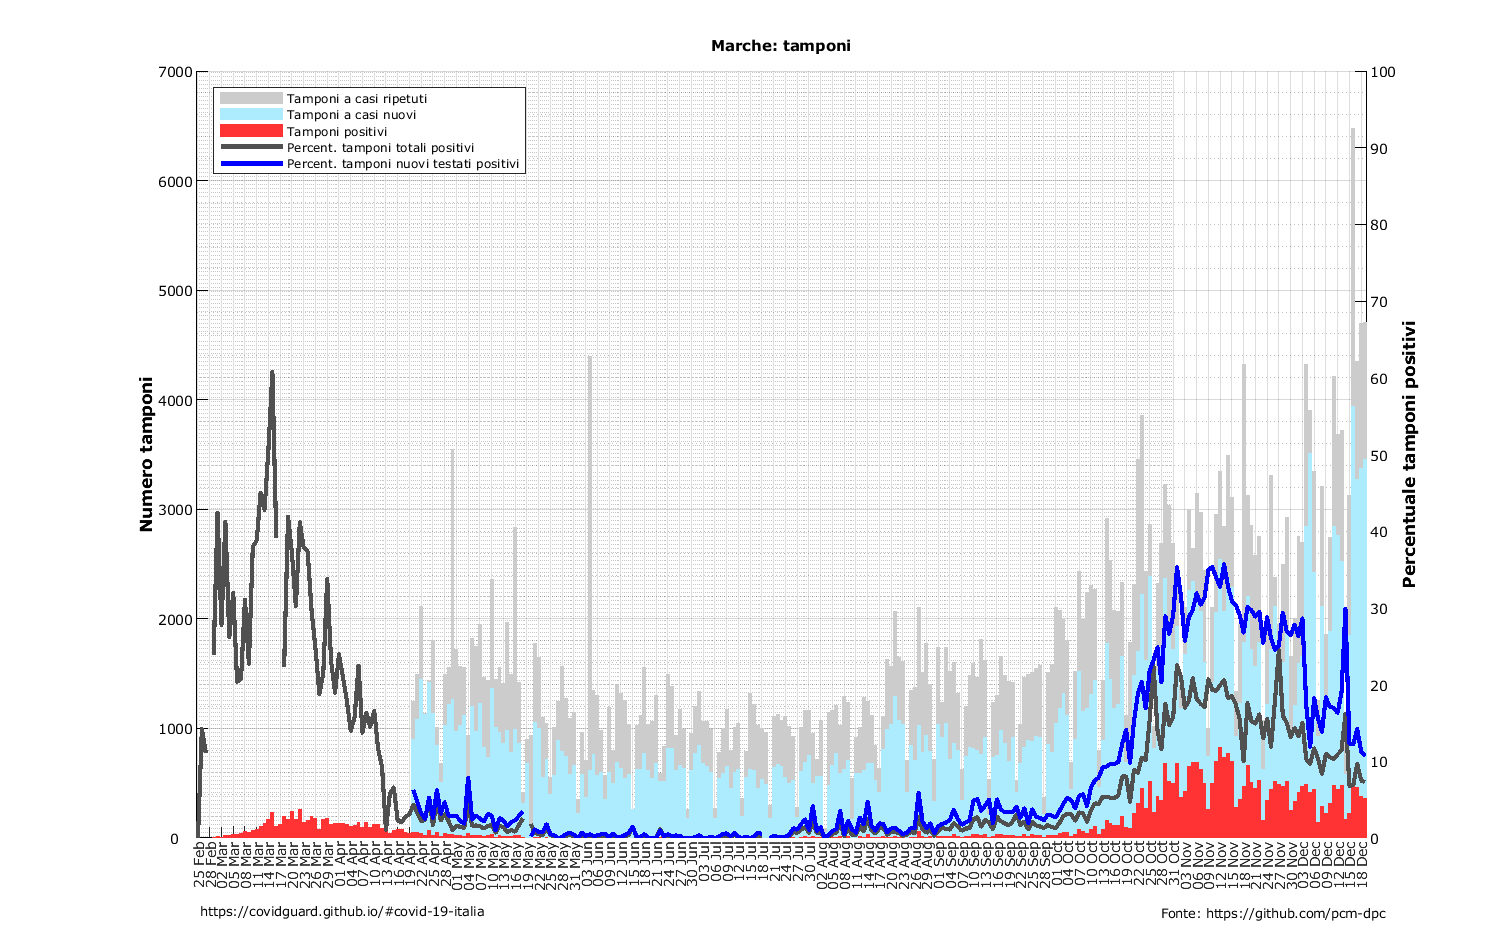 Marche: tamponi
7000
6000
5000
4000
3000
2000
1000
0
Numero tamponi
Tamponi a casi ripetuti
Tamponi a casi nuovi
Tamponi positivi
Percent. tamponi totali positivi
Percent. tamponi nuovi testati positivi
100
90
80
70
60
50
40
30
20
10
0
Percentuale tamponi positivi
25 Feb
28 Feb
02 Mar
05 Mar
08 Mar
11 Mar
14 Mar
17 Mar
20 Mar
23 Mar
26 Mar
29 Mar
01 Apr
04 Apr
07 Apr
10 Apr
13 Apr
16 Apr
19 Apr
22 Apr
25 Apr
28 Apr
01 May
04 May
07 May
10 May
13 May
16 May
19 May
22 May
25 May
28 May
31 May
03 Jun
06 Jun
09 Jun
12 Jun
15 Jun
18 Jun
21 Jun
24 Jun
27 Jun
30 Jun
03 Jul
06 Jul
09 Jul
12 Jul
15 Jul
18 Jul
21 Jul
24 Jul
27 Jul
30 Jul
02 Aug
05 Aug
08 Aug
11 Aug
14 Aug
17 Aug
20 Aug
23 Aug
26 Aug
29 Aug
01 Sep
04 Sep
07 Sep
10 Sep
13 Sep
16 Sep
19 Sep
22 Sep
25 Sep
28 Sep
01 Oct
04 Oct
07 Oct
10 Oct
13 Oct
16 Oct
19 Oct
22 Oct
25 Oct
28 Oct
31 Oct
03 Nov
06 Nov
09 Nov
12 Nov
15 Nov
18 Nov
21 Nov
24 Nov
27 Nov
30 Nov
03 Dec
06 Dec
09 Dec
12 Dec
15 Dec
18 Dec
https://covidguard.github.io/#covid-19-italia
Fonte: https://github.com/pcm-dpc